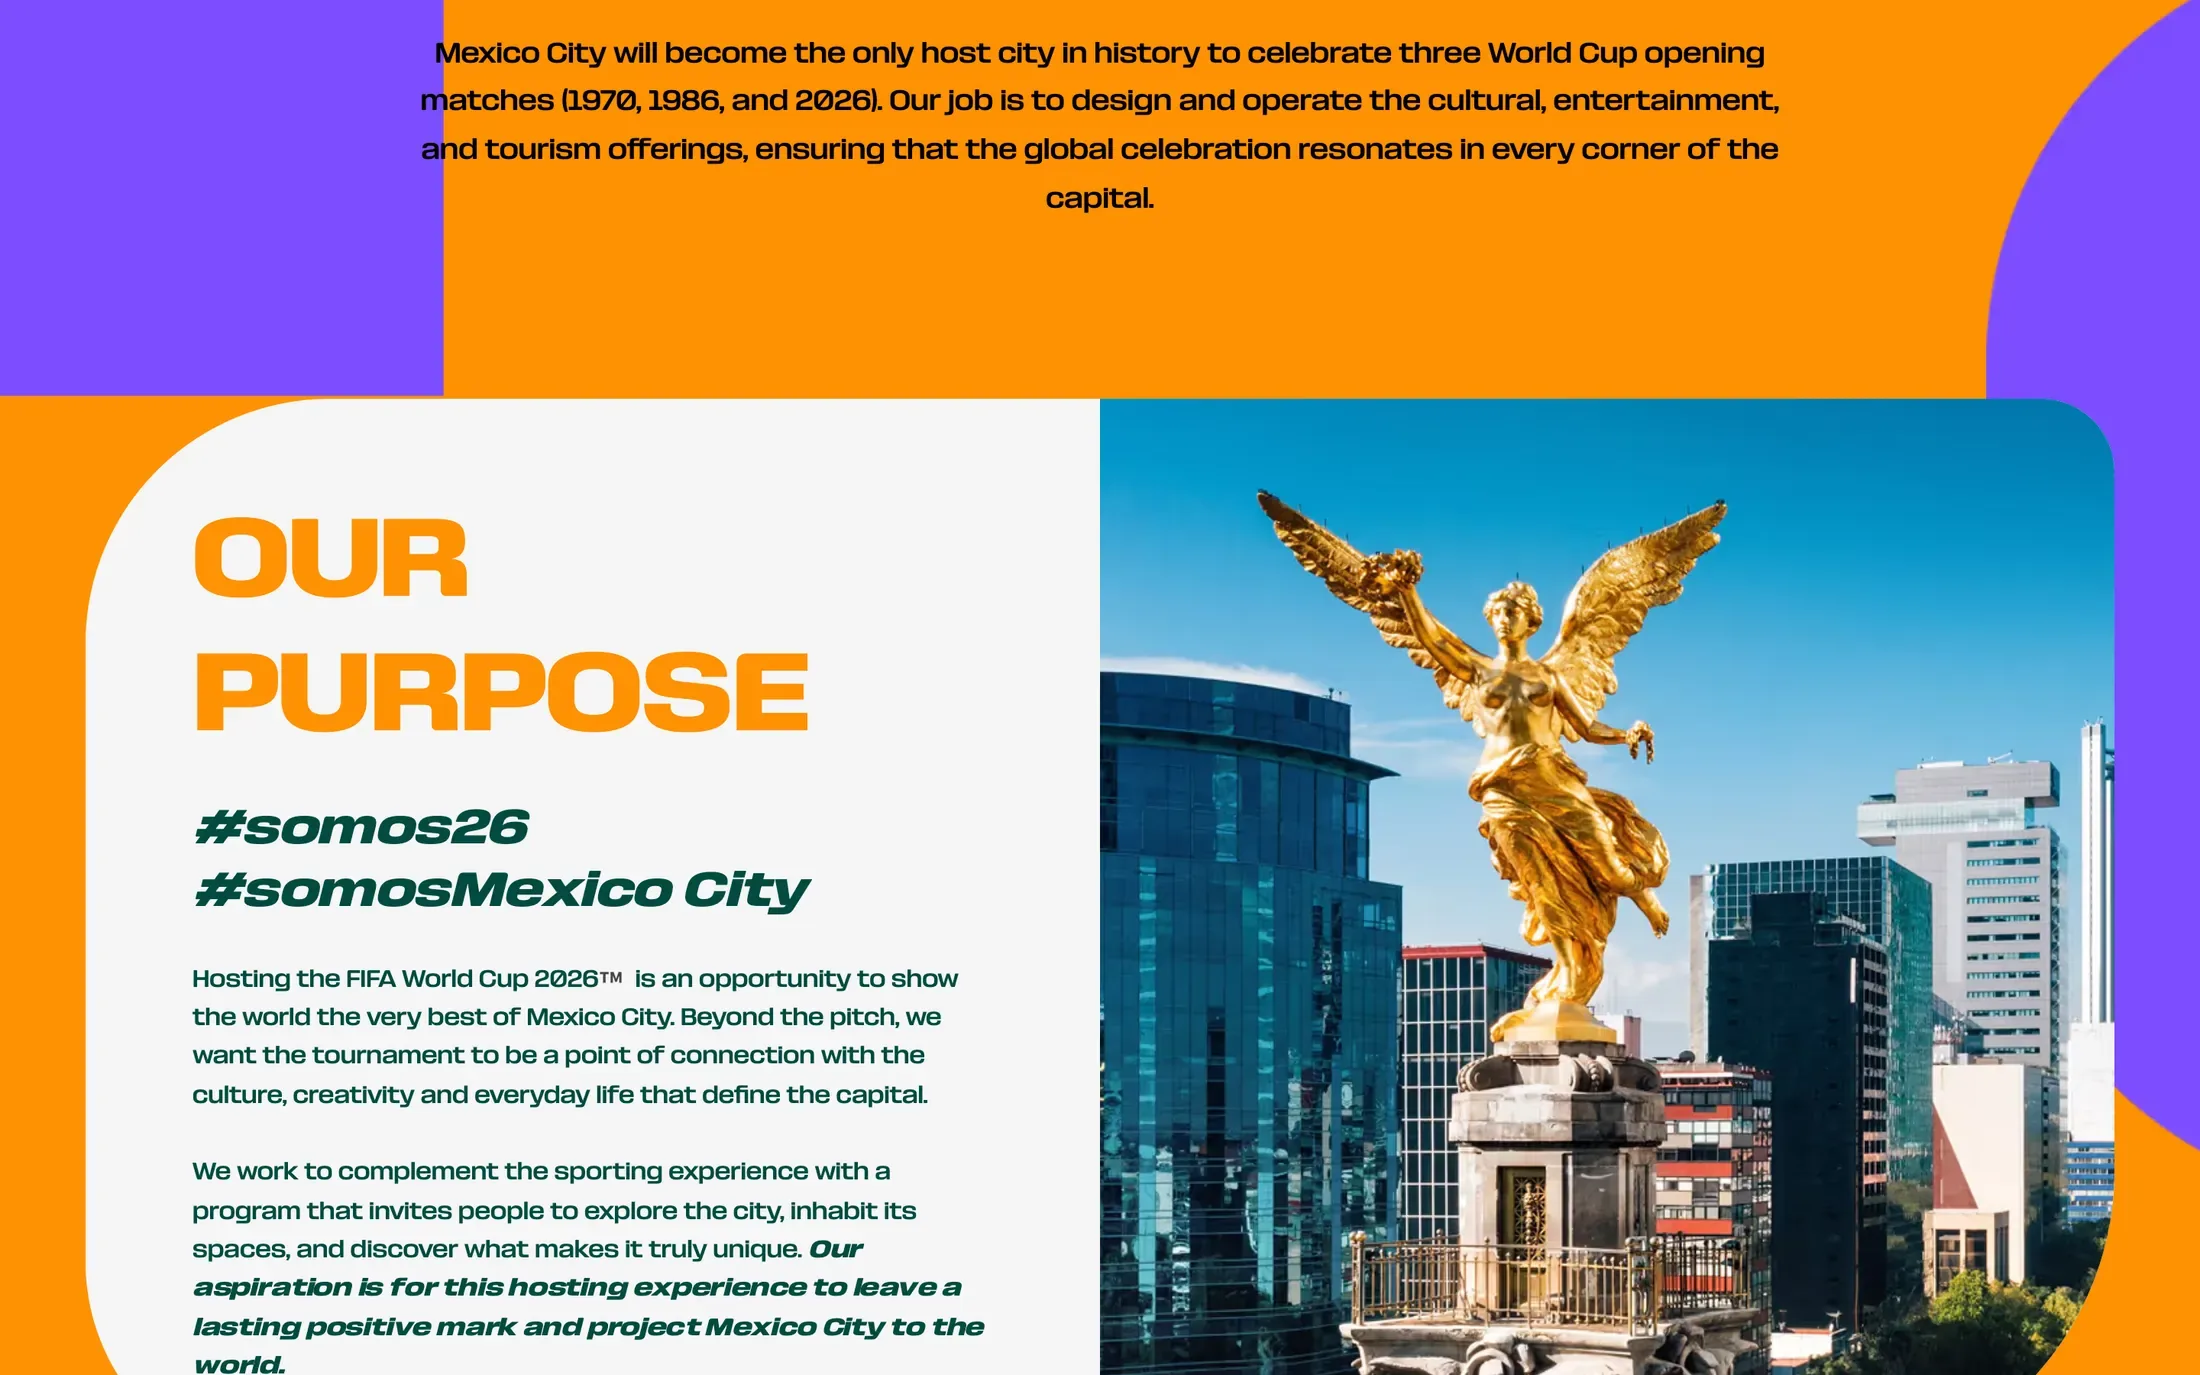 Mexico City will become the only host city in history to celebrate three World Cup opening
matches (1970, 1986, and 2026). Our job is to design and operate the cultural, entertainment,
and tourism offerings, ensuring that the global celebration resonates in every corner of the
capital.
OUR
PURPOSE
#somos26
#somosMexico City
Hosting the FIFA World Cup 2026™ is an opportunity to show
the world the very best of Mexico City. Beyond the pitch, we
want the tournament to be a point of connection with the
culture, creativity and everyday life that define the capital.
We work to complement the sporting experience with a
program that invites people to explore the city, inhabit its
spaces, and discover what makes it truly unique. Our
aspiration is for this hosting experience to leave a
lasting positive mark and project Mexico City to the
world.